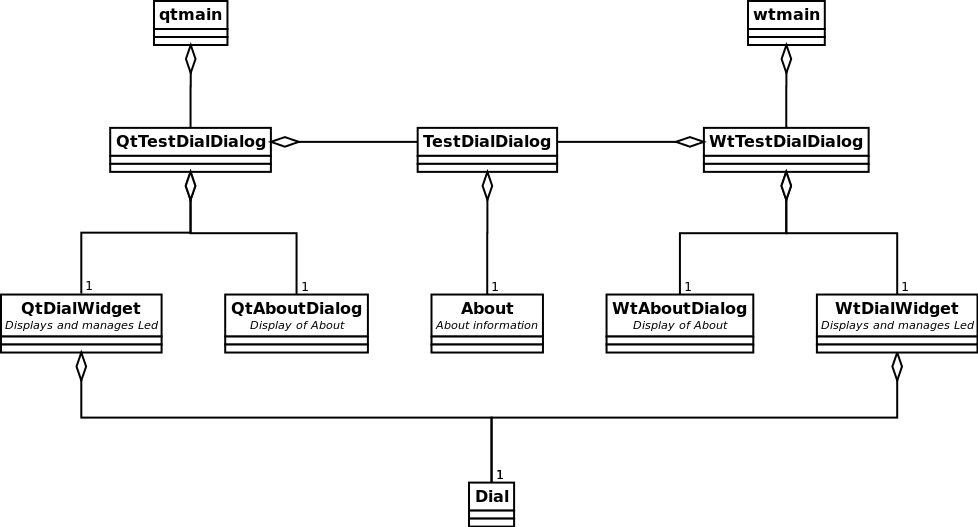 qtmain
wtmain
QtTestDialDialog
TestDialDialog
WtTestDialDialog
1
1
1
1
1
QtDialWidget
Displays and manages Led
QtAboutDialog
Display of About
About
About information
WtAboutDialog
Display of About
WtDialWidget
Displays and manages Led
1
Dial